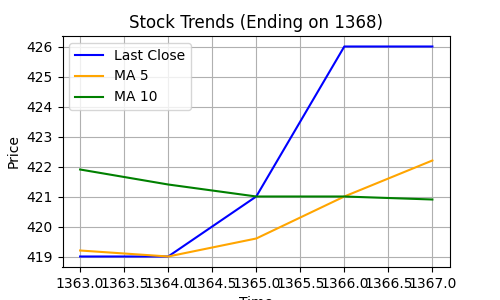 Stock Trends (Ending on 1368)
Last Close
MA 5
MA 10
Price
426
425
424
423
422
421
420
419
1363.0 1363.5 1364.0 1364.5 1365.0 1365.5 1366.0 1366.5 1367.0
Time